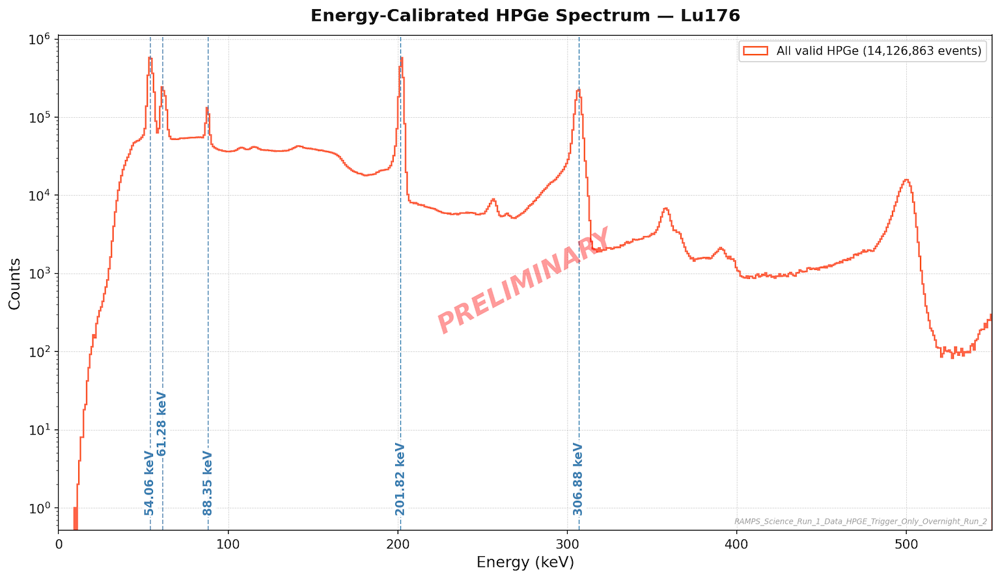 Energy-Calibrated HPGe Spectrum — Lu176
All valid HPGe (14,126,863 events)
Counts
10⁶
10⁵
10⁴
10³
10²
10¹
10⁰
PRELIMINARY
54.06 keV
61.28 keV
88.35 keV
201.82 keV
306.88 keV
RAMPS_Science_Run_1_Data_HPGE_Trigger_Only_Overnight_Run_2
0 100 200 300 400 500
Energy (keV)